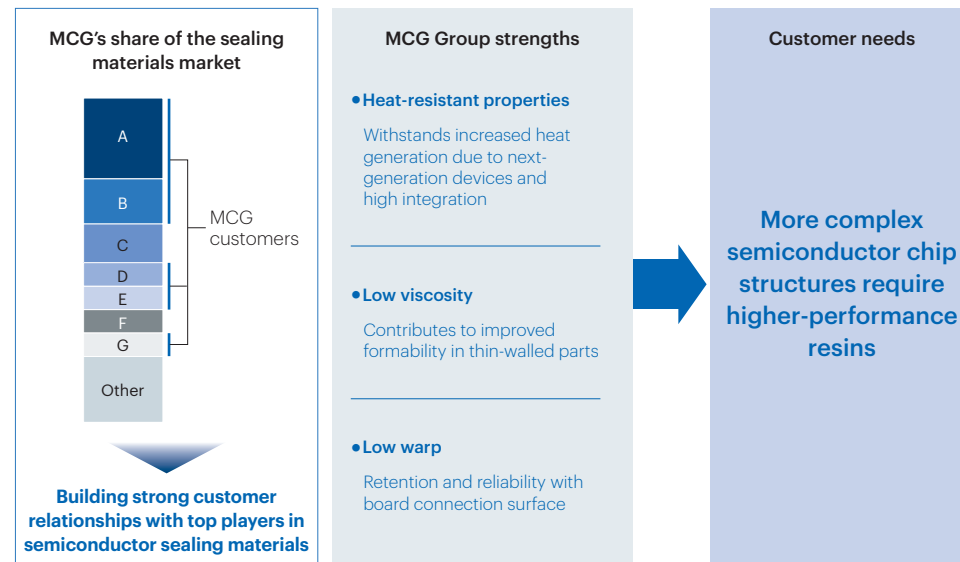 MCG's share of the sealing
materials market
A
B
C
D
E
F
G
Other
MCG
customers
Building strong customer
relationships with top players in
semiconductor sealing materials
MCG Group strengths
●Heat-resistant properties
Withstands increased heat
generation due to next-
generation devices and
high integration
●Low viscosity
Contributes to improved
formability in thin-walled parts
●Low warp
Retention and reliability with
board connection surface
Customer needs
More complex
semiconductor chip
structures require
higher-performance
resins